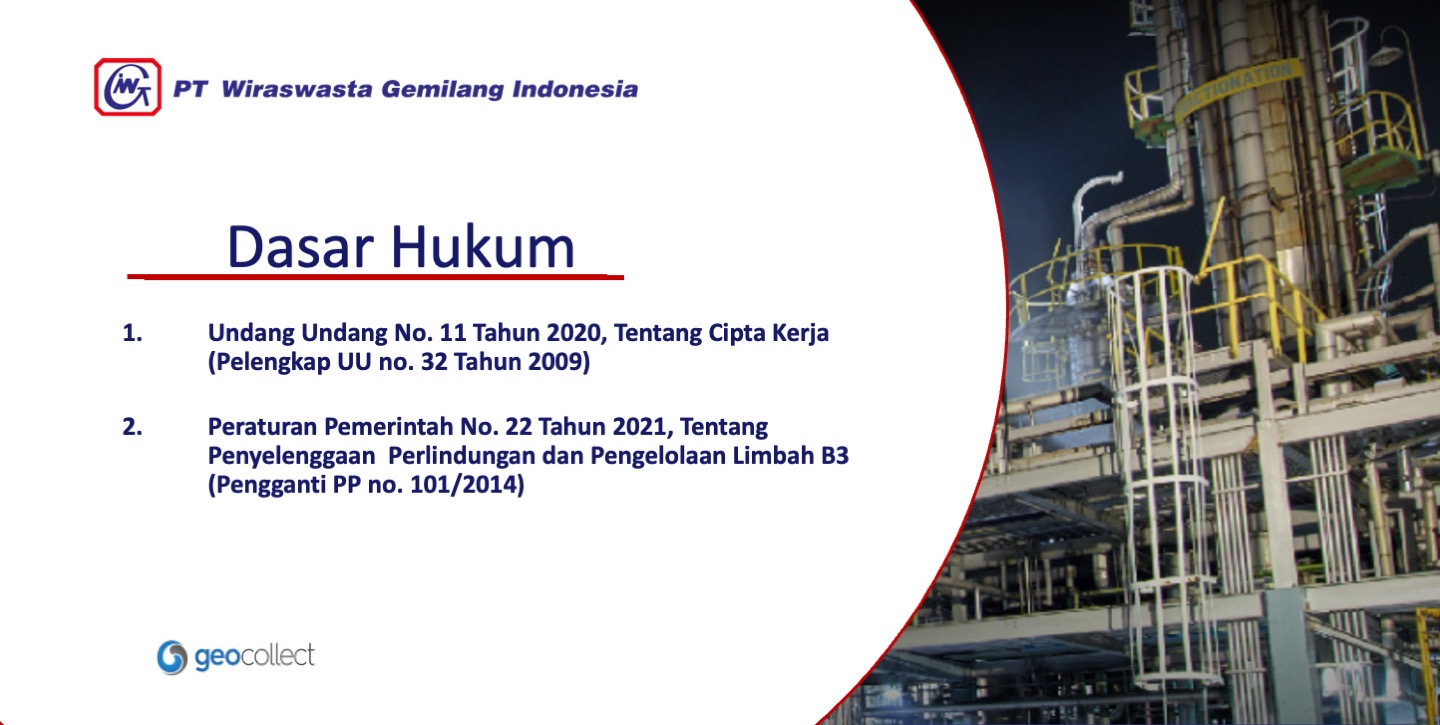 PT Wiraswasta Gemilang Indonesia
Dasar Hukum
1. Undang Undang No. 11 Tahun 2020, Tentang Cipta Kerja
(Pelengkap UU no. 32 Tahun 2009)
2. Peraturan Pemerintah No. 22 Tahun 2021, Tentang
Penyelenggaan Perlindungan dan Pengelolaan Limbah B3
(Pengganti PP no. 101/2014)
geocollect